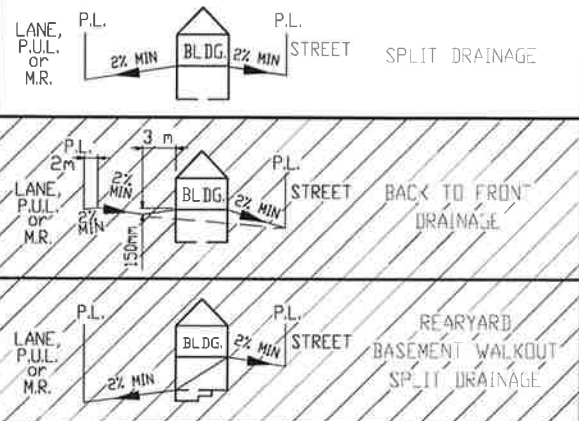 P.L.
LANE,
P.U.L.
or
M.R.
2% MIN
BLDG.
2% MIN
P.L.
STREET
SPLIT DRAINAGE
P.L.
2m
3 m
LANE,
P.U.L.
or
M.R.
2%
MIN
2%
MIN
150mm
BLDG.
2% MIN
P.L.
STREET
BACK TO FRONT
DRAINAGE
P.L.
LANE,
P.U.L.
or
M.R.
2% MIN
BLDG.
2% MIN
P.L.
STREET
REARYARD
BASEMENT WALKOUT
SPLIT DRAINAGE